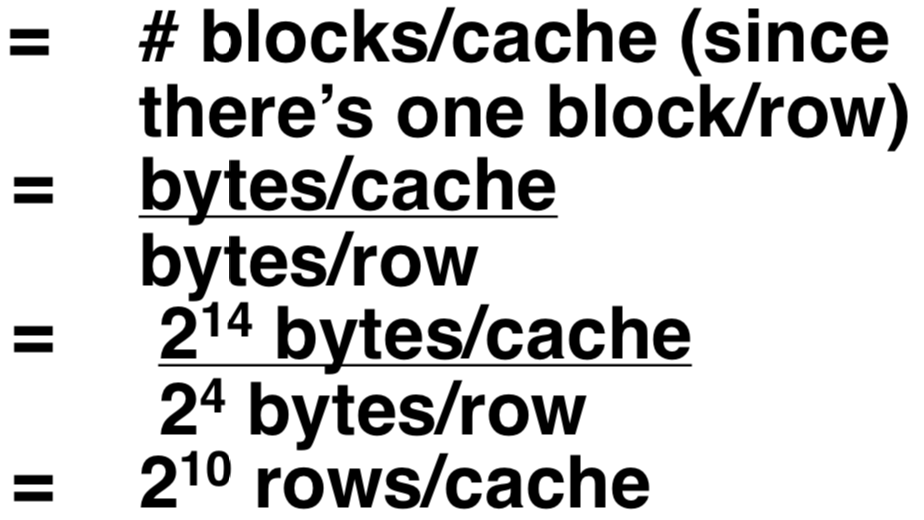 = # blocks/cache (since
there's one block/row)
= bytes/cache
bytes/row
= 2¹⁴ bytes/cache
2⁴ bytes/row
= 2¹⁰ rows/cache